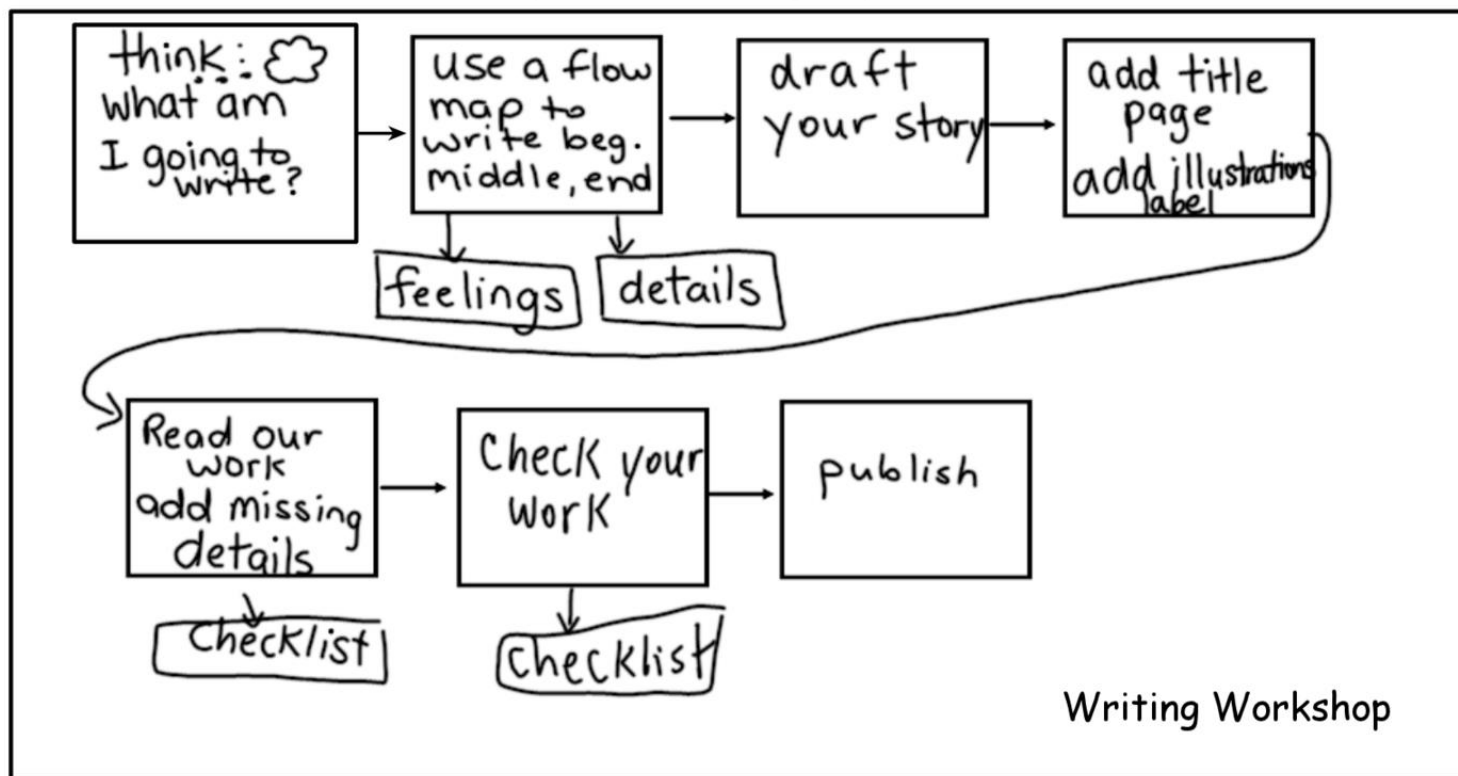 think:
what am
I going to
write?
use a flow
map to
write beg.
middle, end
draft
your story
add title
page
add illustrations
label
feelings
details
Read our
work
add missing
details
Check your
work
publish
Checklist
Checklist
Writing Workshop